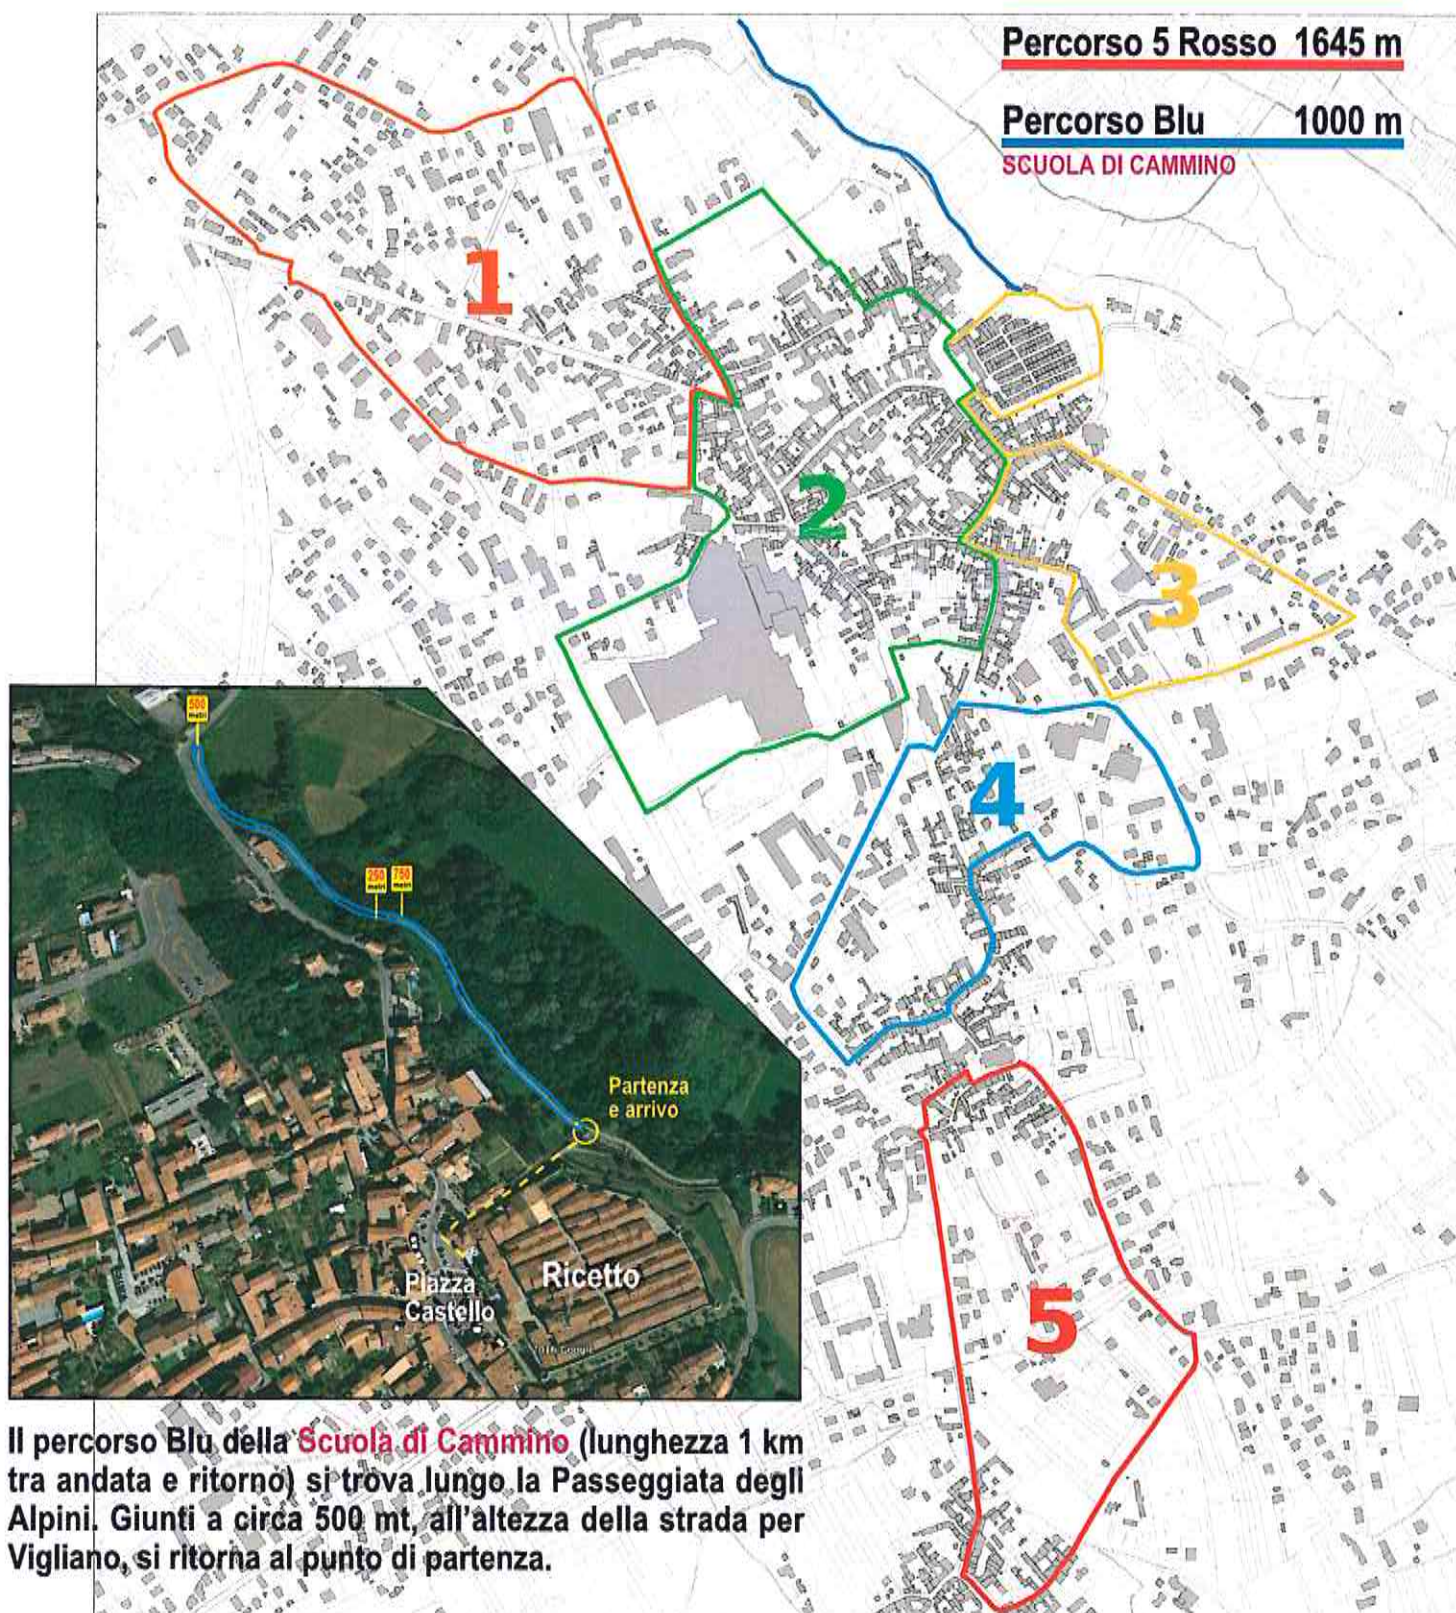 Percorso 5 Rosso 1645 m
Percorso Blu 1000 m
SCUOLA DI CAMMINO
1
2
3
4
5
500
metri
250
metri
750
metri
Partenza
e arrivo
Ricetto
Piazza
Castello
Il percorso Blu della Scuola di Cammino (lunghezza 1 km
tra andata e ritorno) si trova lungo la Passeggiata degli
Alpini. Giunti a circa 500 mt, all'altezza della strada per
Vigliano, si ritorna al punto di partenza.